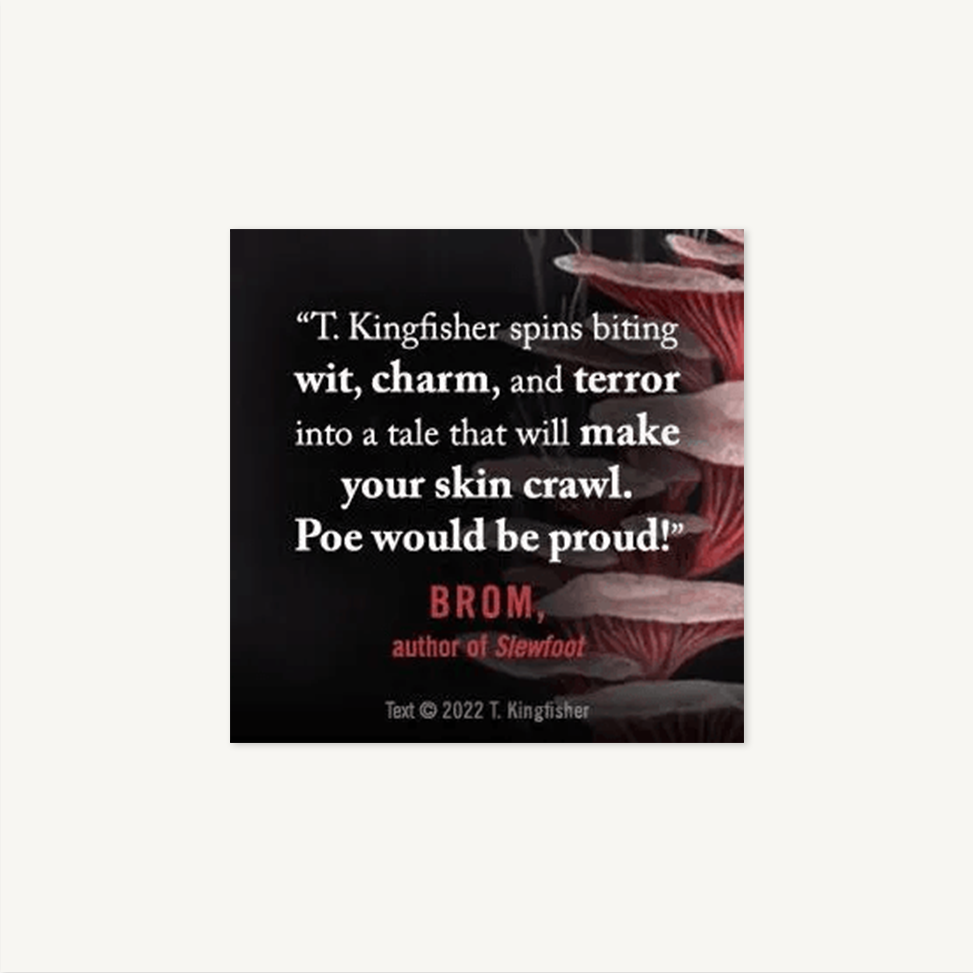 “T. Kingfisher spins biting
wit, charm, and terror
into a tale that will make
your skin crawl.
Poe would be proud!”
BROM,
author of Slewfoot
Text © 2022 T. Kingfisher